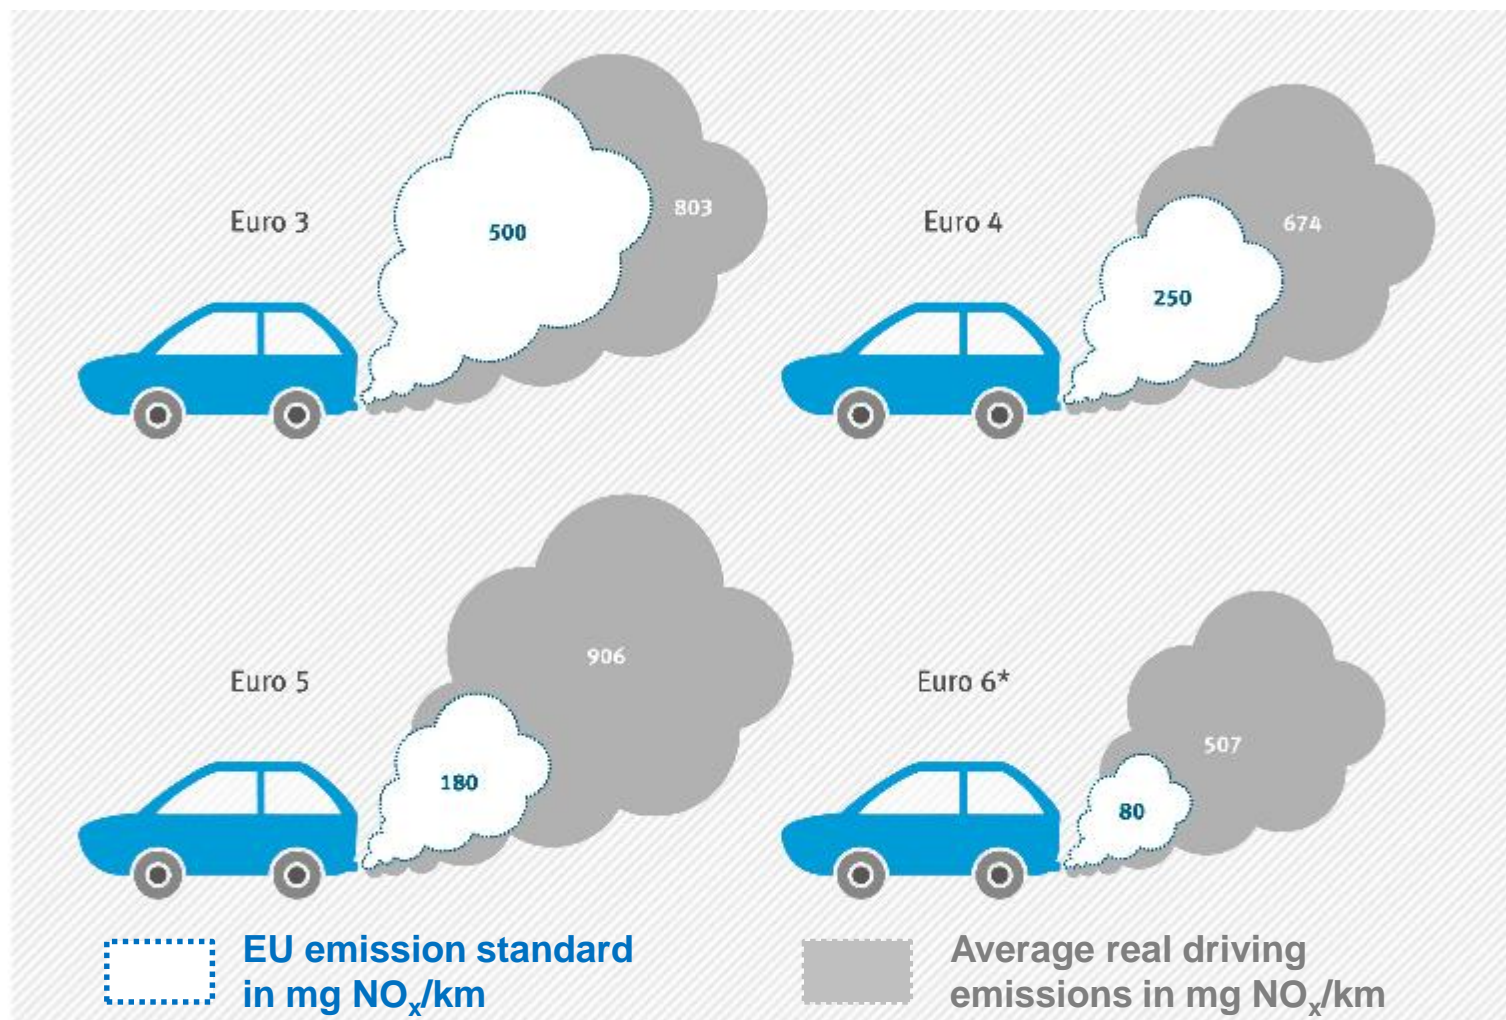 Euro 3
500
803
Euro 4
250
674
Euro 5
180
906
Euro 6*
80
507
EU emission standard
in mg NOx/km
Average real driving
emissions in mg NOx/km